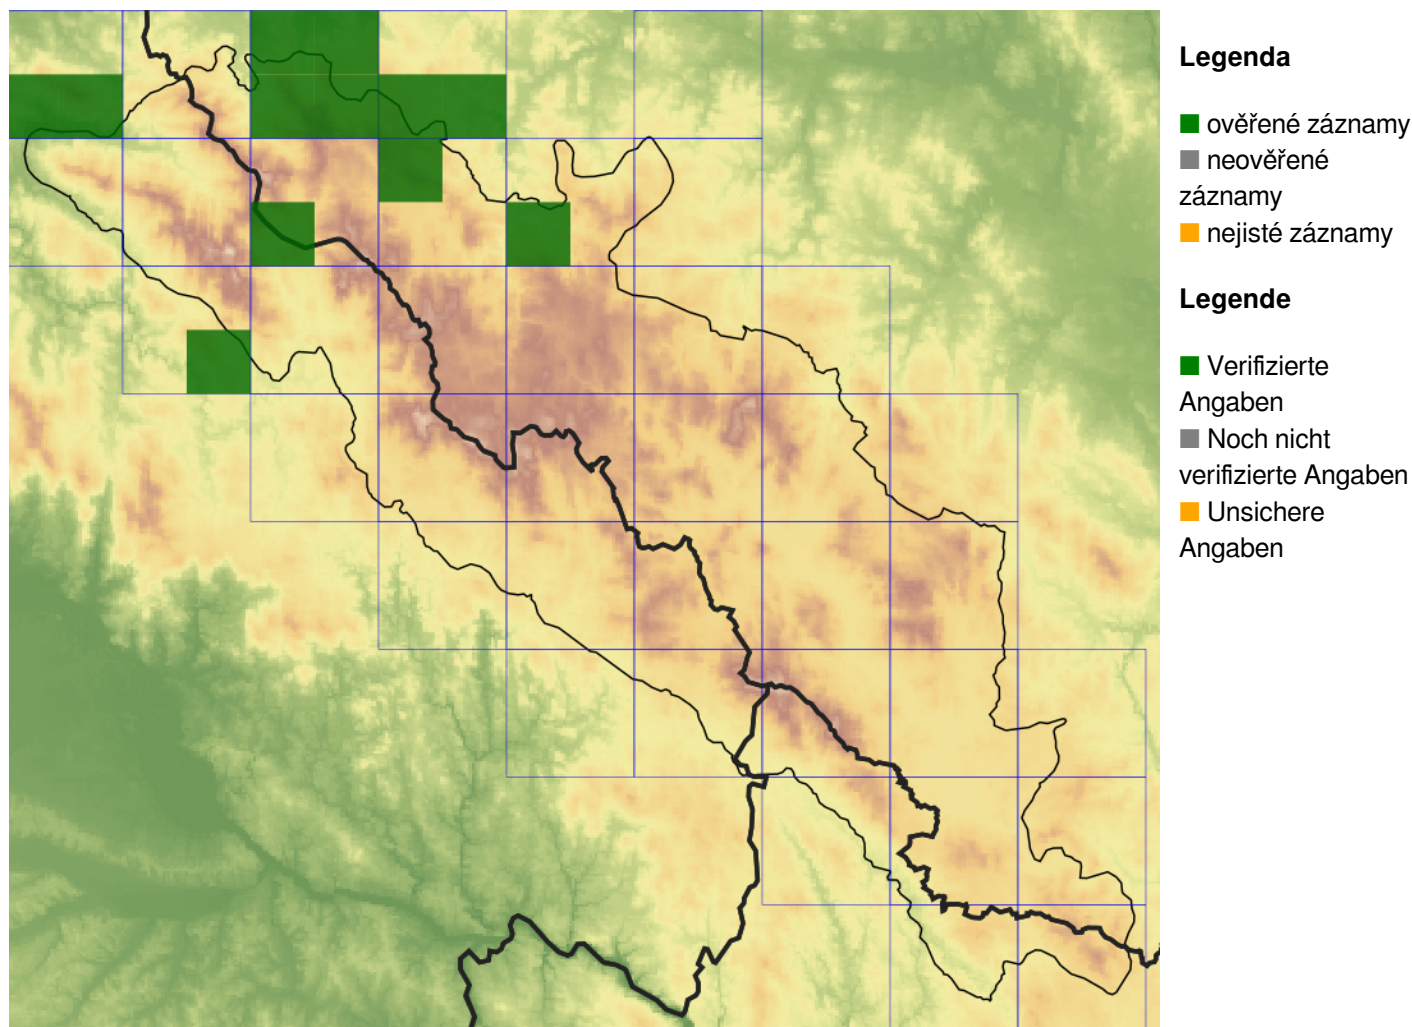 Legenda
ověřené záznamy
neověřené
záznamy
nejisté záznamy
Legende
Verifizierte
Angaben
Noch nicht
verifizierte Angaben
Unsichere
Angaben